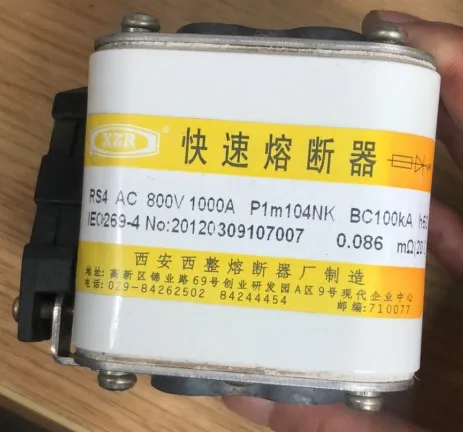 XZR ®
快速熔断器
RS4 AC 800V 1000A P1m104NK BC100kA
IEC269-4 No:20120309107007 0.086 mΩ
西安西整熔断器厂制造
地址:高新区锦业路69号创业研发园A区9号现代企业中心
电话:029-84262502 84244454 邮编:710077